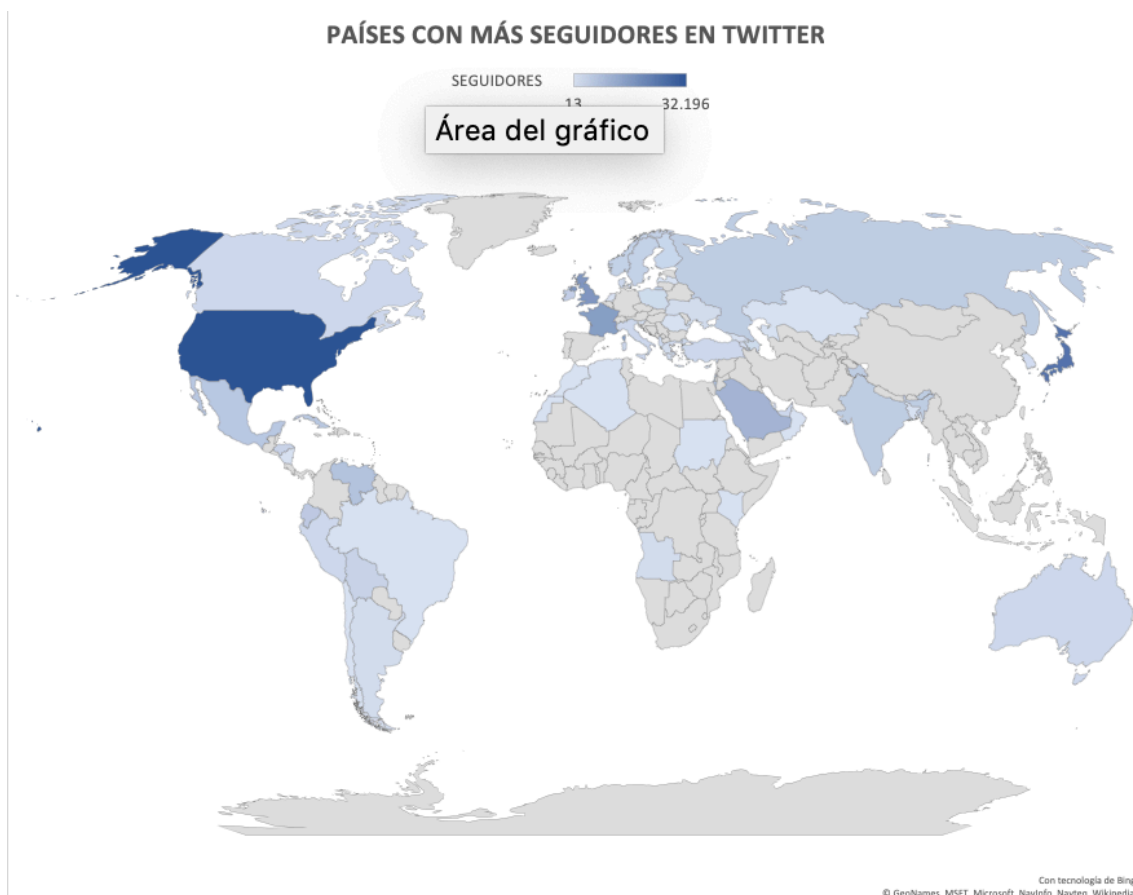 PAÍSES CON MÁS SEGUIDORES EN TWITTER
SEGUIDORES
13 32.196
Área del gráfico
Con tecnología de Bing
© GeoNames, MSFT, Microsoft, NavInfo, Navteq, Wikipedia